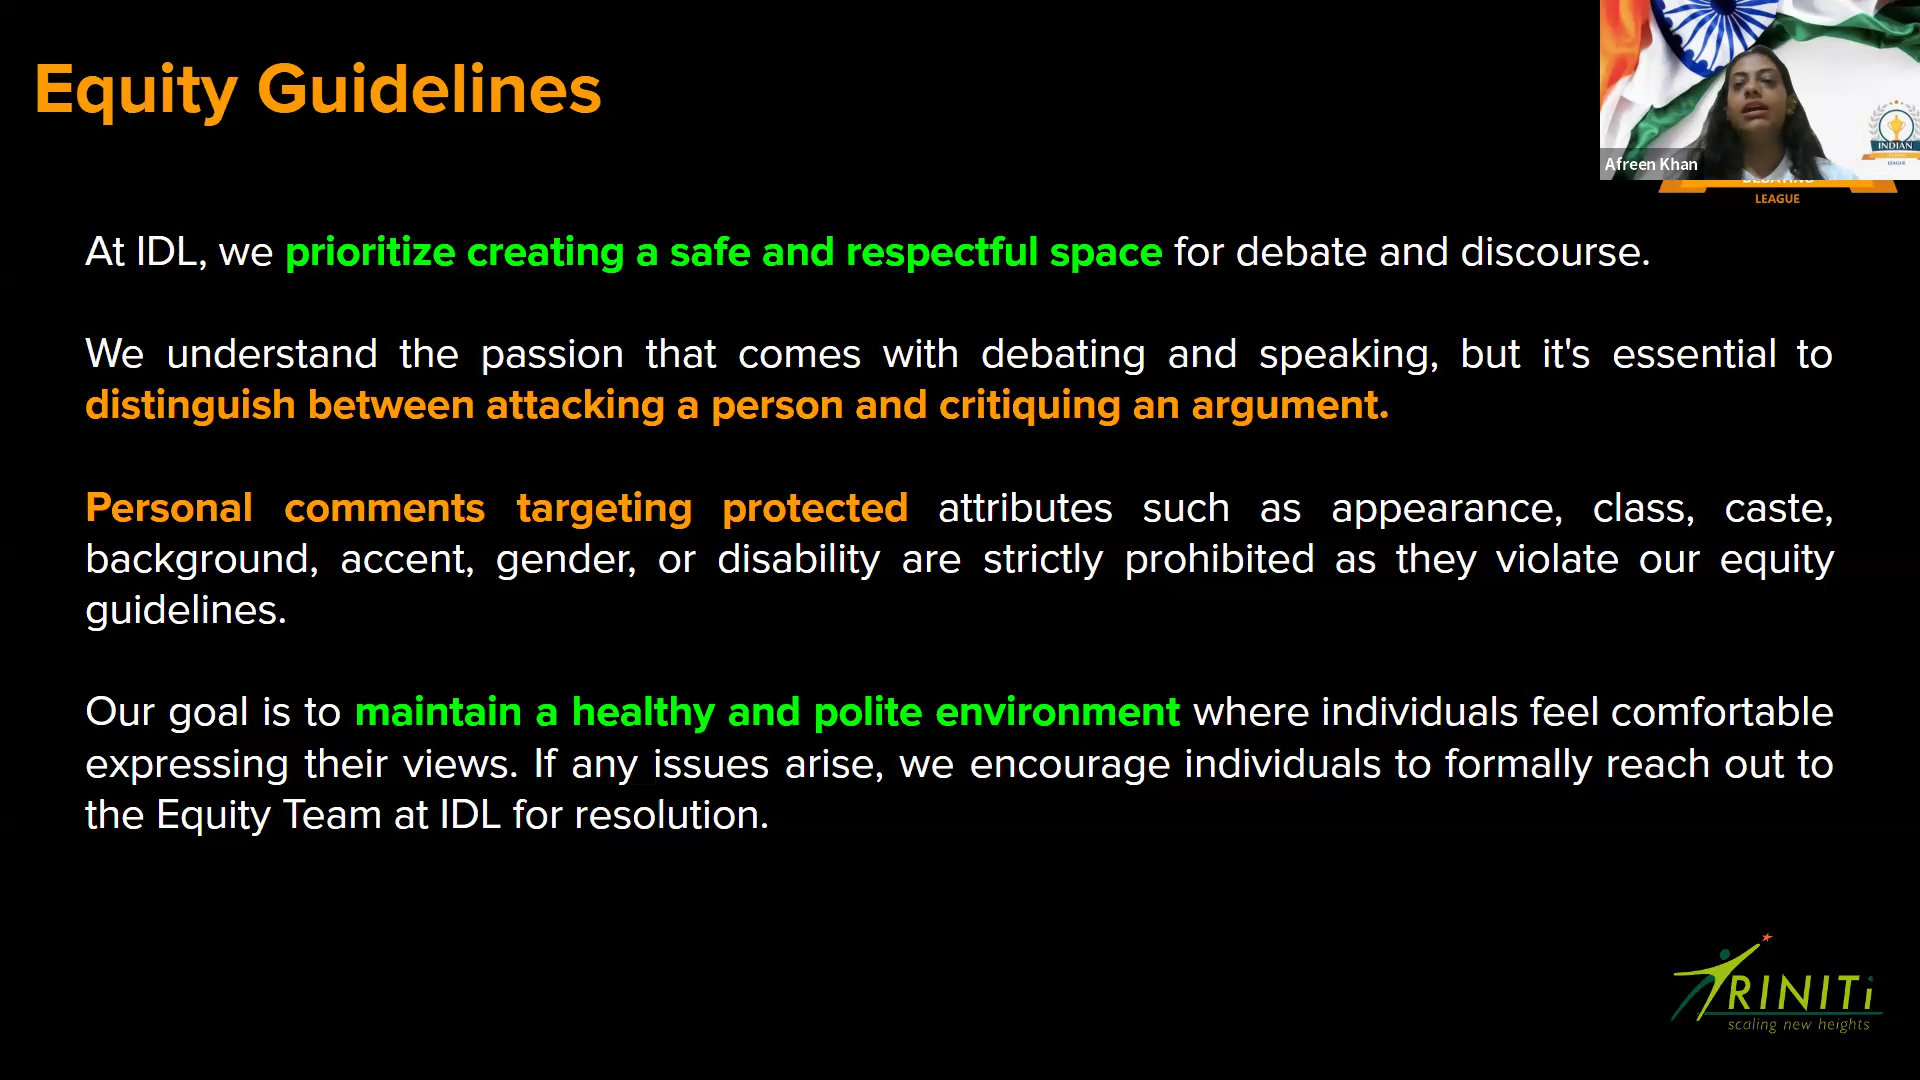 Equity Guidelines
Afreen Khan
INDIAN
LEAGUE
LEAGUE
At IDL, we prioritize creating a safe and respectful space for debate and discourse.
We understand the passion that comes with debating and speaking, but it's essential to
distinguish between attacking a person and critiquing an argument.
Personal comments targeting protected attributes such as appearance, class, caste,
background, accent, gender, or disability are strictly prohibited as they violate our equity
guidelines.
Our goal is to maintain a healthy and polite environment where individuals feel comfortable
expressing their views. If any issues arise, we encourage individuals to formally reach out to
the Equity Team at IDL for resolution.
TRINITi
scaling new heights